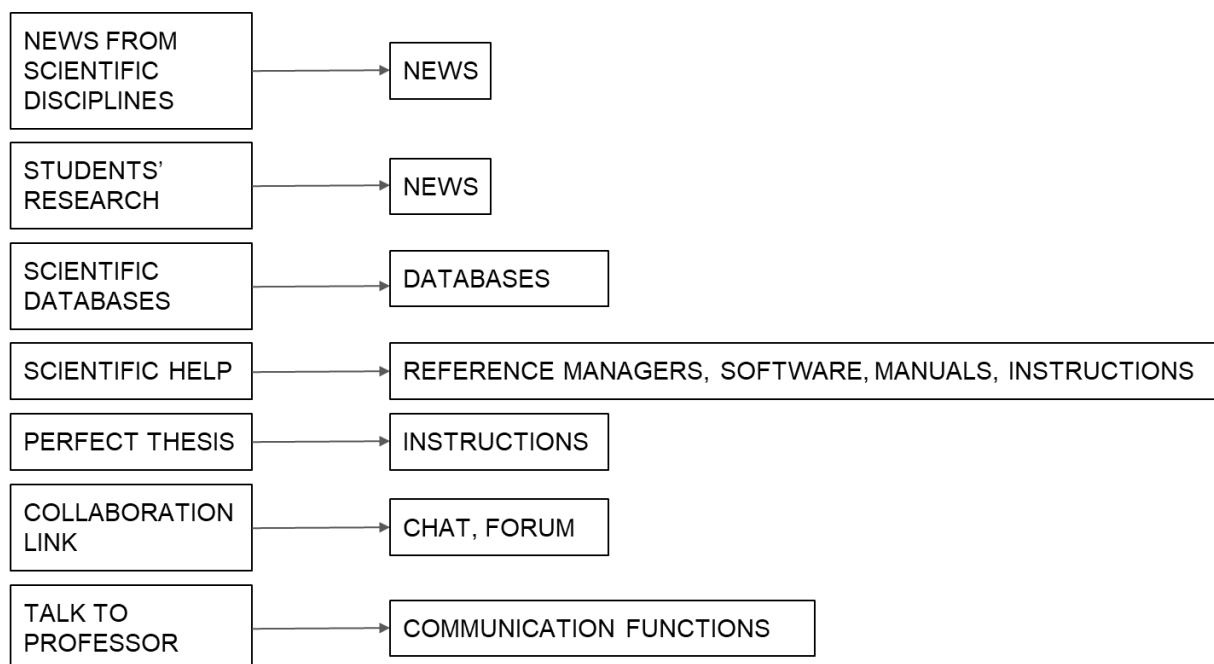 NEWS FROM
SCIENTIFIC
DISCIPLINES
NEWS
STUDENTS’
RESEARCH
NEWS
SCIENTIFIC
DATABASES
DATABASES
SCIENTIFIC HELP
REFERENCE MANAGERS, SOFTWARE, MANUALS, INSTRUCTIONS
PERFECT THESIS
INSTRUCTIONS
COLLABORATION
LINK
CHAT, FORUM
TALK TO
PROFESSOR
COMMUNICATION FUNCTIONS